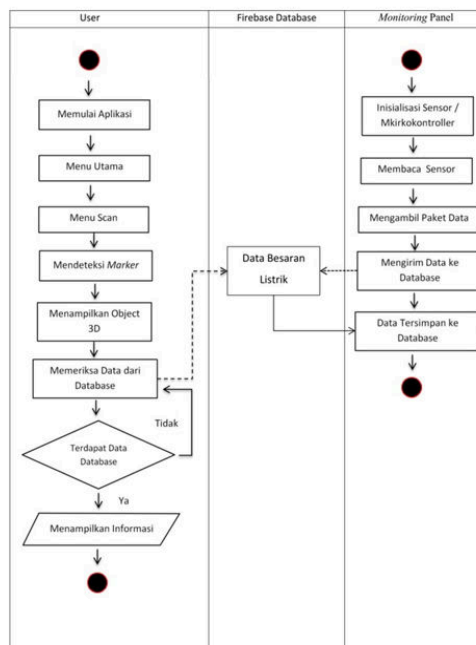 User
Firebase Database
Monitoring Panel
Memulai Aplikasi
Menu Utama
Menu Scan
Mendeteksi Marker
Menampilkan Object
3D
Memeriksa Data dari
Database
Tidak
Terdapat Data
Database
Ya
Menampilkan Informasi
Data Besaran
Listrik
Inisialisasi Sensor /
Mkirkokontroller
Membaca Sensor
Mengambil Paket Data
Mengirim Data ke
Database
Data Tersimpan ke
Database